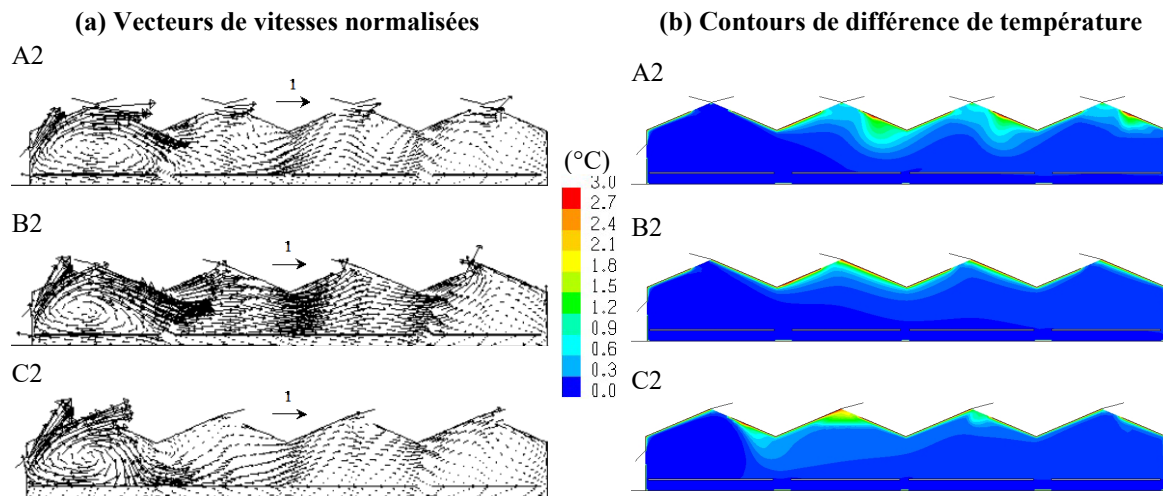 (a) Vecteurs de vitesses normalisées
(b) Contours de différence de température
A2
1
B2
1
C2
1
(°C)
3.0
2.7
2.4
2.1
1.8
1.5
1.2
0.9
0.6
0.3
0.0
A2
B2
C2